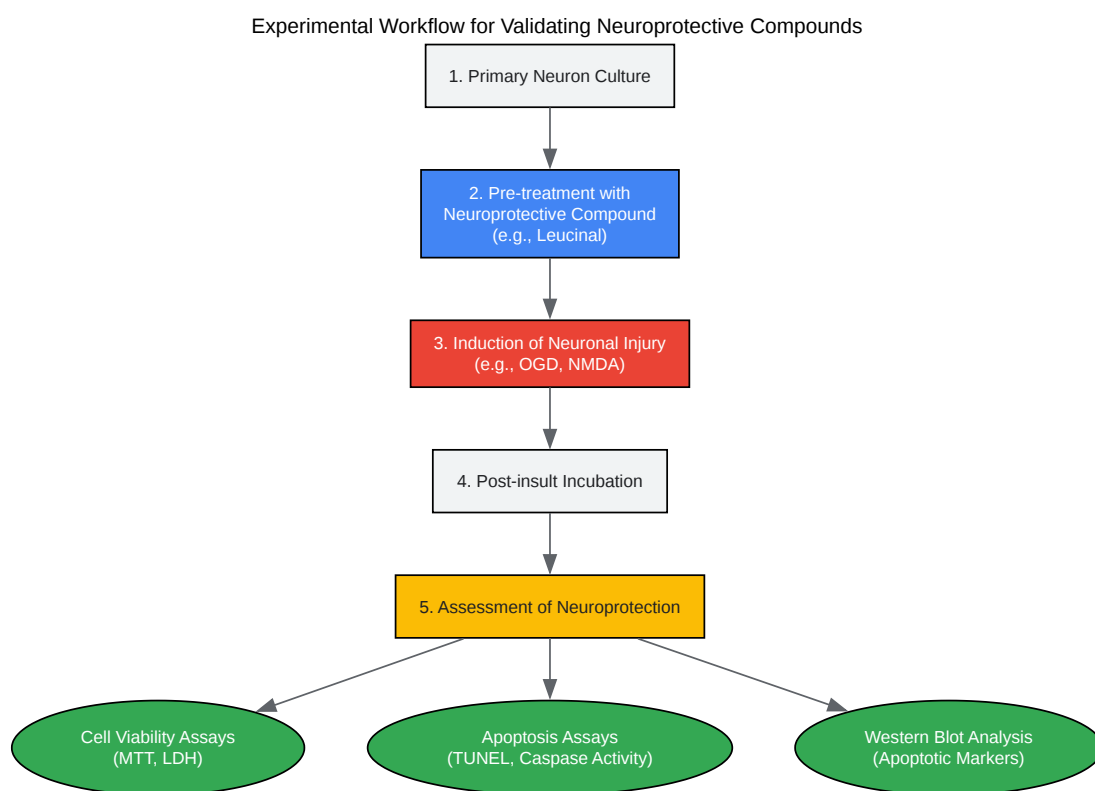 Experimental Workflow for Validating Neuroprotective Compounds
1. Primary Neuron Culture
2. Pre-treatment with
Neuroprotective Compound
(e.g., Leucinal)
3. Induction of Neuronal Injury
(e.g., OGD, NMDA)
4. Post-insult Incubation
5. Assessment of Neuroprotection
Cell Viability Assays
(MTT, LDH)
Apoptosis Assays
(TUNEL, Caspase Activity)
Western Blot Analysis
(Apoptotic Markers)